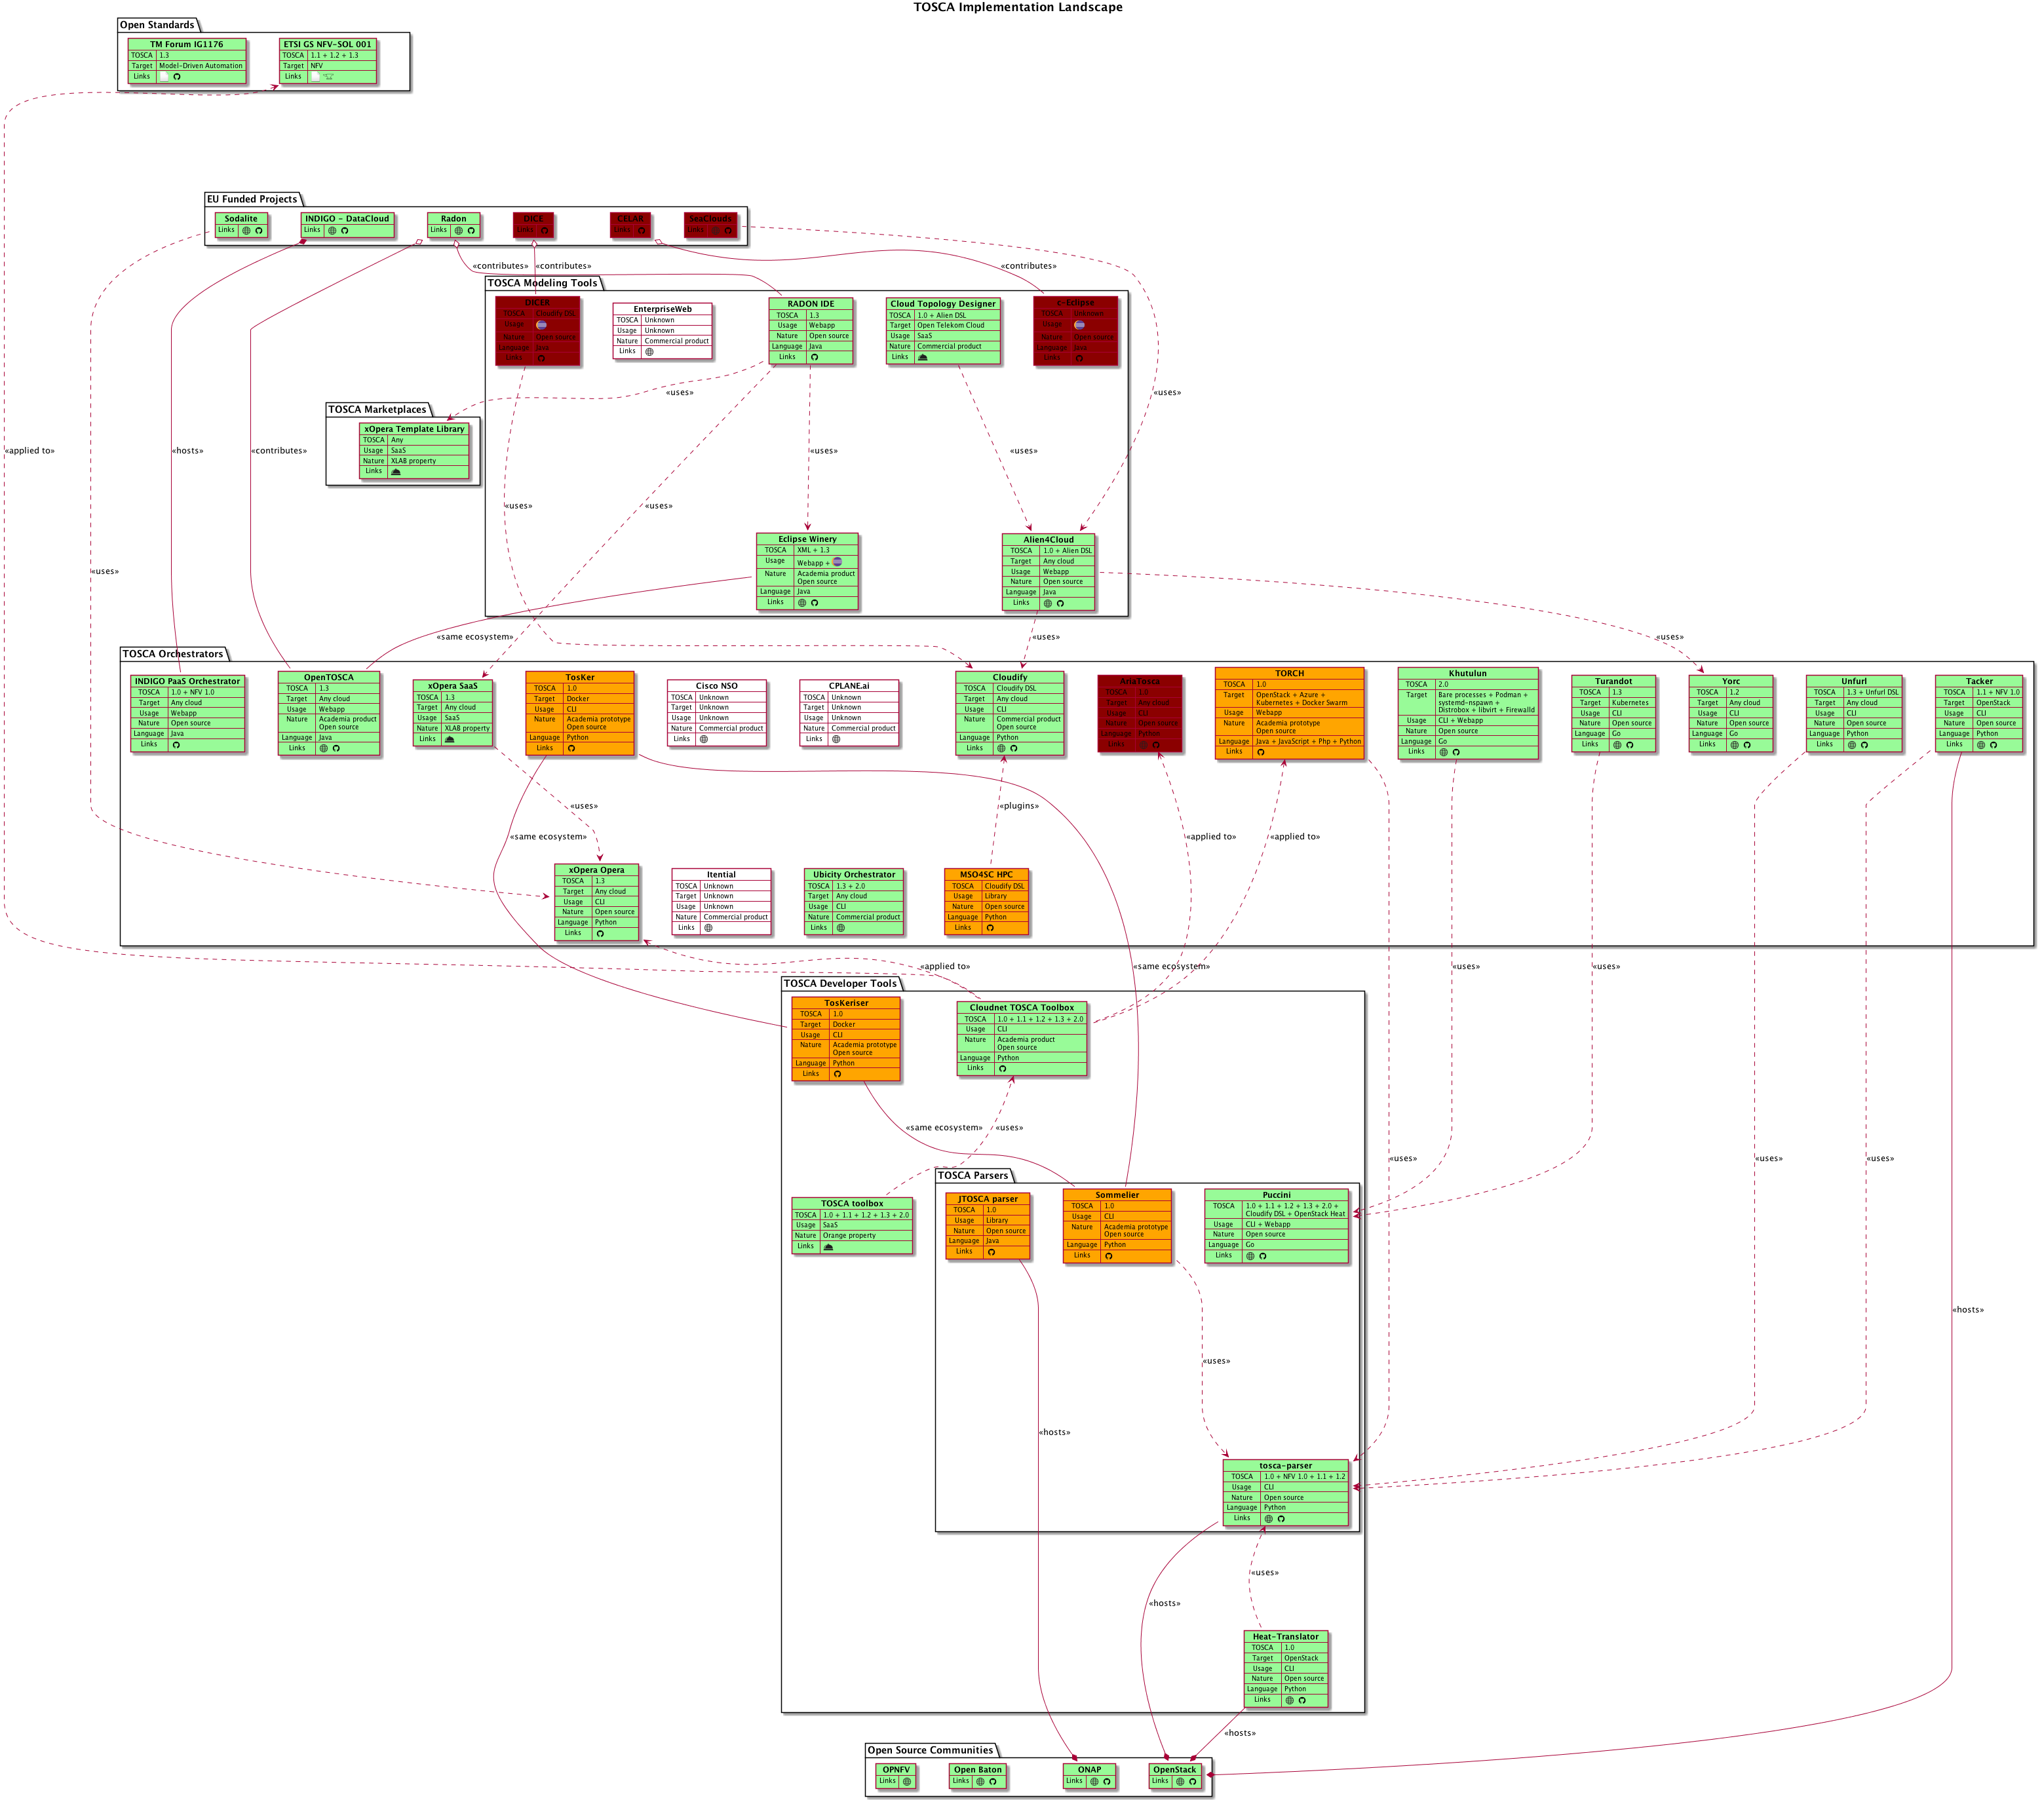 TOSCA Implementation Landscape
Open Standards
TM Forum IG1176
TOSCA 1.3
Target Model-Driven Automation
Links
ETSI GS NFV-SOL 001
TOSCA 1.1 + 1.2 + 1.3
Target NFV
Links
EU Funded Projects
Sodalite
Links
INDIGO - DataCloud
Links
Radon
Links
DICE
Links
CELAR
Links
SeaClouds
Links
«contributes»
«contributes»
«contributes»
TOSCA Modeling Tools
DICER
TOSCA Cloudify DSL
Usage
Nature Open source
Language Java
Links
EnterpriseWeb
TOSCA Unknown
Usage Unknown
Nature Commercial product
Links
RADON IDE
TOSCA 1.3
Usage Webapp
Nature Open source
Language Java
Links
Cloud Topology Designer
TOSCA 1.0 + Alien DSL
Target Open Telekom Cloud
Usage SaaS
Nature Commercial product
Links
c-Eclipse
TOSCA Unknown
Usage
Nature Open source
Language Java
Links
«uses»
«uses»
TOSCA Marketplaces
xOpera Template Library
TOSCA Any
Usage SaaS
Nature XLAB property
Links
«applied to»
«hosts»
«contributes»
«uses»
«uses»
«uses»
«uses»
Eclipse Winery
TOSCA XML + 1.3
Usage Webapp +
Nature Academia product
Open source
Language Java
Links
Alien4Cloud
TOSCA 1.0 + Alien DSL
Target Any cloud
Usage Webapp
Nature Open source
Language Java
Links
«uses»
«same ecosystem»
«uses»
«uses»
TOSCA Orchestrators
INDIGO PaaS Orchestrator
TOSCA 1.0 + NFV 1.0
Target Any cloud
Usage Webapp
Nature Open source
Language Java
Links
OpenTOSCA
TOSCA 1.3
Target Any cloud
Usage Webapp
Nature Academia product
Open source
Language Java
Links
xOpera SaaS
TOSCA 1.3
Target Any cloud
Usage SaaS
Nature XLAB property
Links
TosKer
TOSCA 1.0
Target Docker
Usage CLI
Nature Academia prototype
Open source
Language Python
Links
Cisco NSO
TOSCA Unknown
Target Unknown
Usage Unknown
Nature Commercial product
Links
CPLANE.ai
TOSCA Unknown
Target Unknown
Usage Unknown
Nature Commercial product
Links
Cloudify
TOSCA Cloudify DSL
Target Any cloud
Usage CLI
Nature Commercial product
Open source
Language Python
Links
AriaTosca
TOSCA 1.0
Target Any cloud
Usage CLI
Nature Open source
Language Python
Links
TORCH
TOSCA 1.0
Target OpenStack + Azure +
Kubernetes + Docker Swarm
Usage Webapp
Nature Academia prototype
Open source
Language Java + JavaScript + Php + Python
Links
Khutulun
TOSCA 2.0
Target Bare processes + Podman +
systemd-nspawn +
Distrobox + libvirt + Firewalld
Usage CLI + Webapp
Nature Open source
Language Go
Links
Turandot
TOSCA 1.3
Target Kubernetes
Usage CLI
Nature Open source
Language Go
Links
Yorc
TOSCA 1.2
Target Any cloud
Usage CLI
Nature Open source
Language Go
Links
Unfurl
TOSCA 1.3 + Unfurl DSL
Target Any cloud
Usage CLI
Nature Open source
Language Python
Links
Tacker
TOSCA 1.1 + NFV 1.0
Target OpenStack
Usage CLI
Nature Open source
Language Python
Links
«uses»
«plugins»
«same ecosystem»
«applied to»
«applied to»
xOpera Opera
TOSCA 1.3
Target Any cloud
Usage CLI
Nature Open source
Language Python
Links
Itential
TOSCA Unknown
Target Unknown
Usage Unknown
Nature Commercial product
Links
Ubicity Orchestrator
TOSCA 1.3 + 2.0
Target Any cloud
Usage CLI
Nature Commercial product
Links
MSO4SC HPC
TOSCA Cloudify DSL
Usage Library
Nature Open source
Language Python
Links
«applied to»
«same ecosystem»
«uses»
«uses»
TOSCA Developer Tools
TosKeriser
TOSCA 1.0
Target Docker
Usage CLI
Nature Academia prototype
Open source
Language Python
Links
Cloudnet TOSCA Toolbox
TOSCA 1.0 + 1.1 + 1.2 + 1.3 + 2.0
Usage CLI
Nature Academia product
Open source
Language Python
Links
«same ecosystem»
«uses»
«uses»
«uses»
«uses»
TOSCA toolbox
TOSCA 1.0 + 1.1 + 1.2 + 1.3 + 2.0
Usage SaaS
Nature Orange property
Links
TOSCA Parsers
JTOSCA parser
TOSCA 1.0
Usage Library
Nature Open source
Language Java
Links
Sommelier
TOSCA 1.0
Usage CLI
Nature Academia prototype
Open source
Language Python
Links
Puccini
TOSCA 1.0 + 1.1 + 1.2 + 1.3 + 2.0 +
Cloudify DSL + OpenStack Heat
Usage CLI + Webapp
Nature Open source
Language Go
Links
«hosts»
«uses»
«hosts»
tosca-parser
TOSCA 1.0 + NFV 1.0 + 1.1 + 1.2
Usage CLI
Nature Open source
Language Python
Links
«uses»
«hosts»
Heat-Translator
TOSCA 1.0
Target OpenStack
Usage CLI
Nature Open source
Language Python
Links
«hosts»
Open Source Communities
OPNFV
Links
Open Baton
Links
ONAP
Links
OpenStack
Links